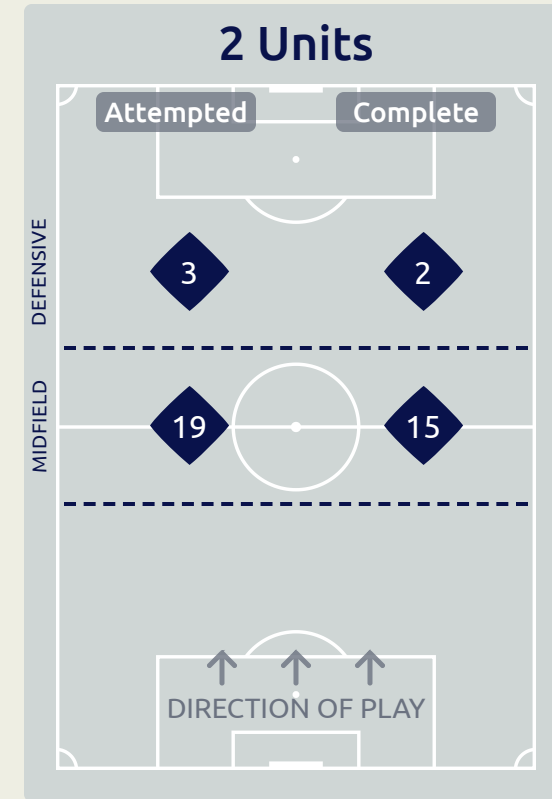 2 Units
Attempted Complete
DEFENSIVE
3 2
MIDFIELD
19 15
DIRECTION OF PLAY